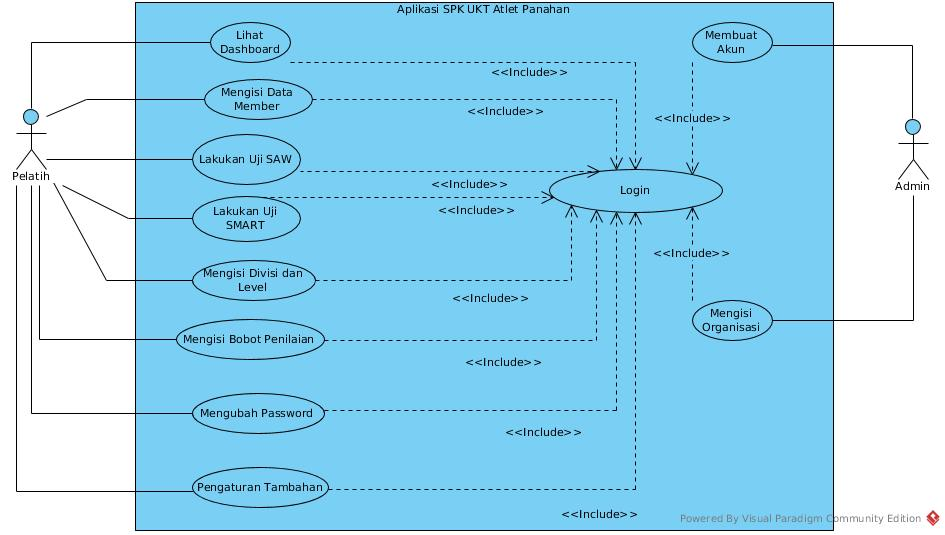 Aplikasi SPK UKT Atlet Panahan
Lihat
Dashboard
<<Include>>
Membuat
Akun
Mengisi Data
Member
<<Include>>
<<Include>>
Pelatih
Lakukan Uji SAW
<<Include>>
Login
Admin
Lakukan Uji
SMART
<<Include>>
<<Include>>
Mengisi Divisi dan
Level
<<Include>>
Mengisi
Organisasi
Mengisi Bobot Penilaian
<<Include>>
Mengubah Password
<<Include>>
Pengaturan Tambahan
<<Include>>
Powered By Visual Paradigm Community Edition